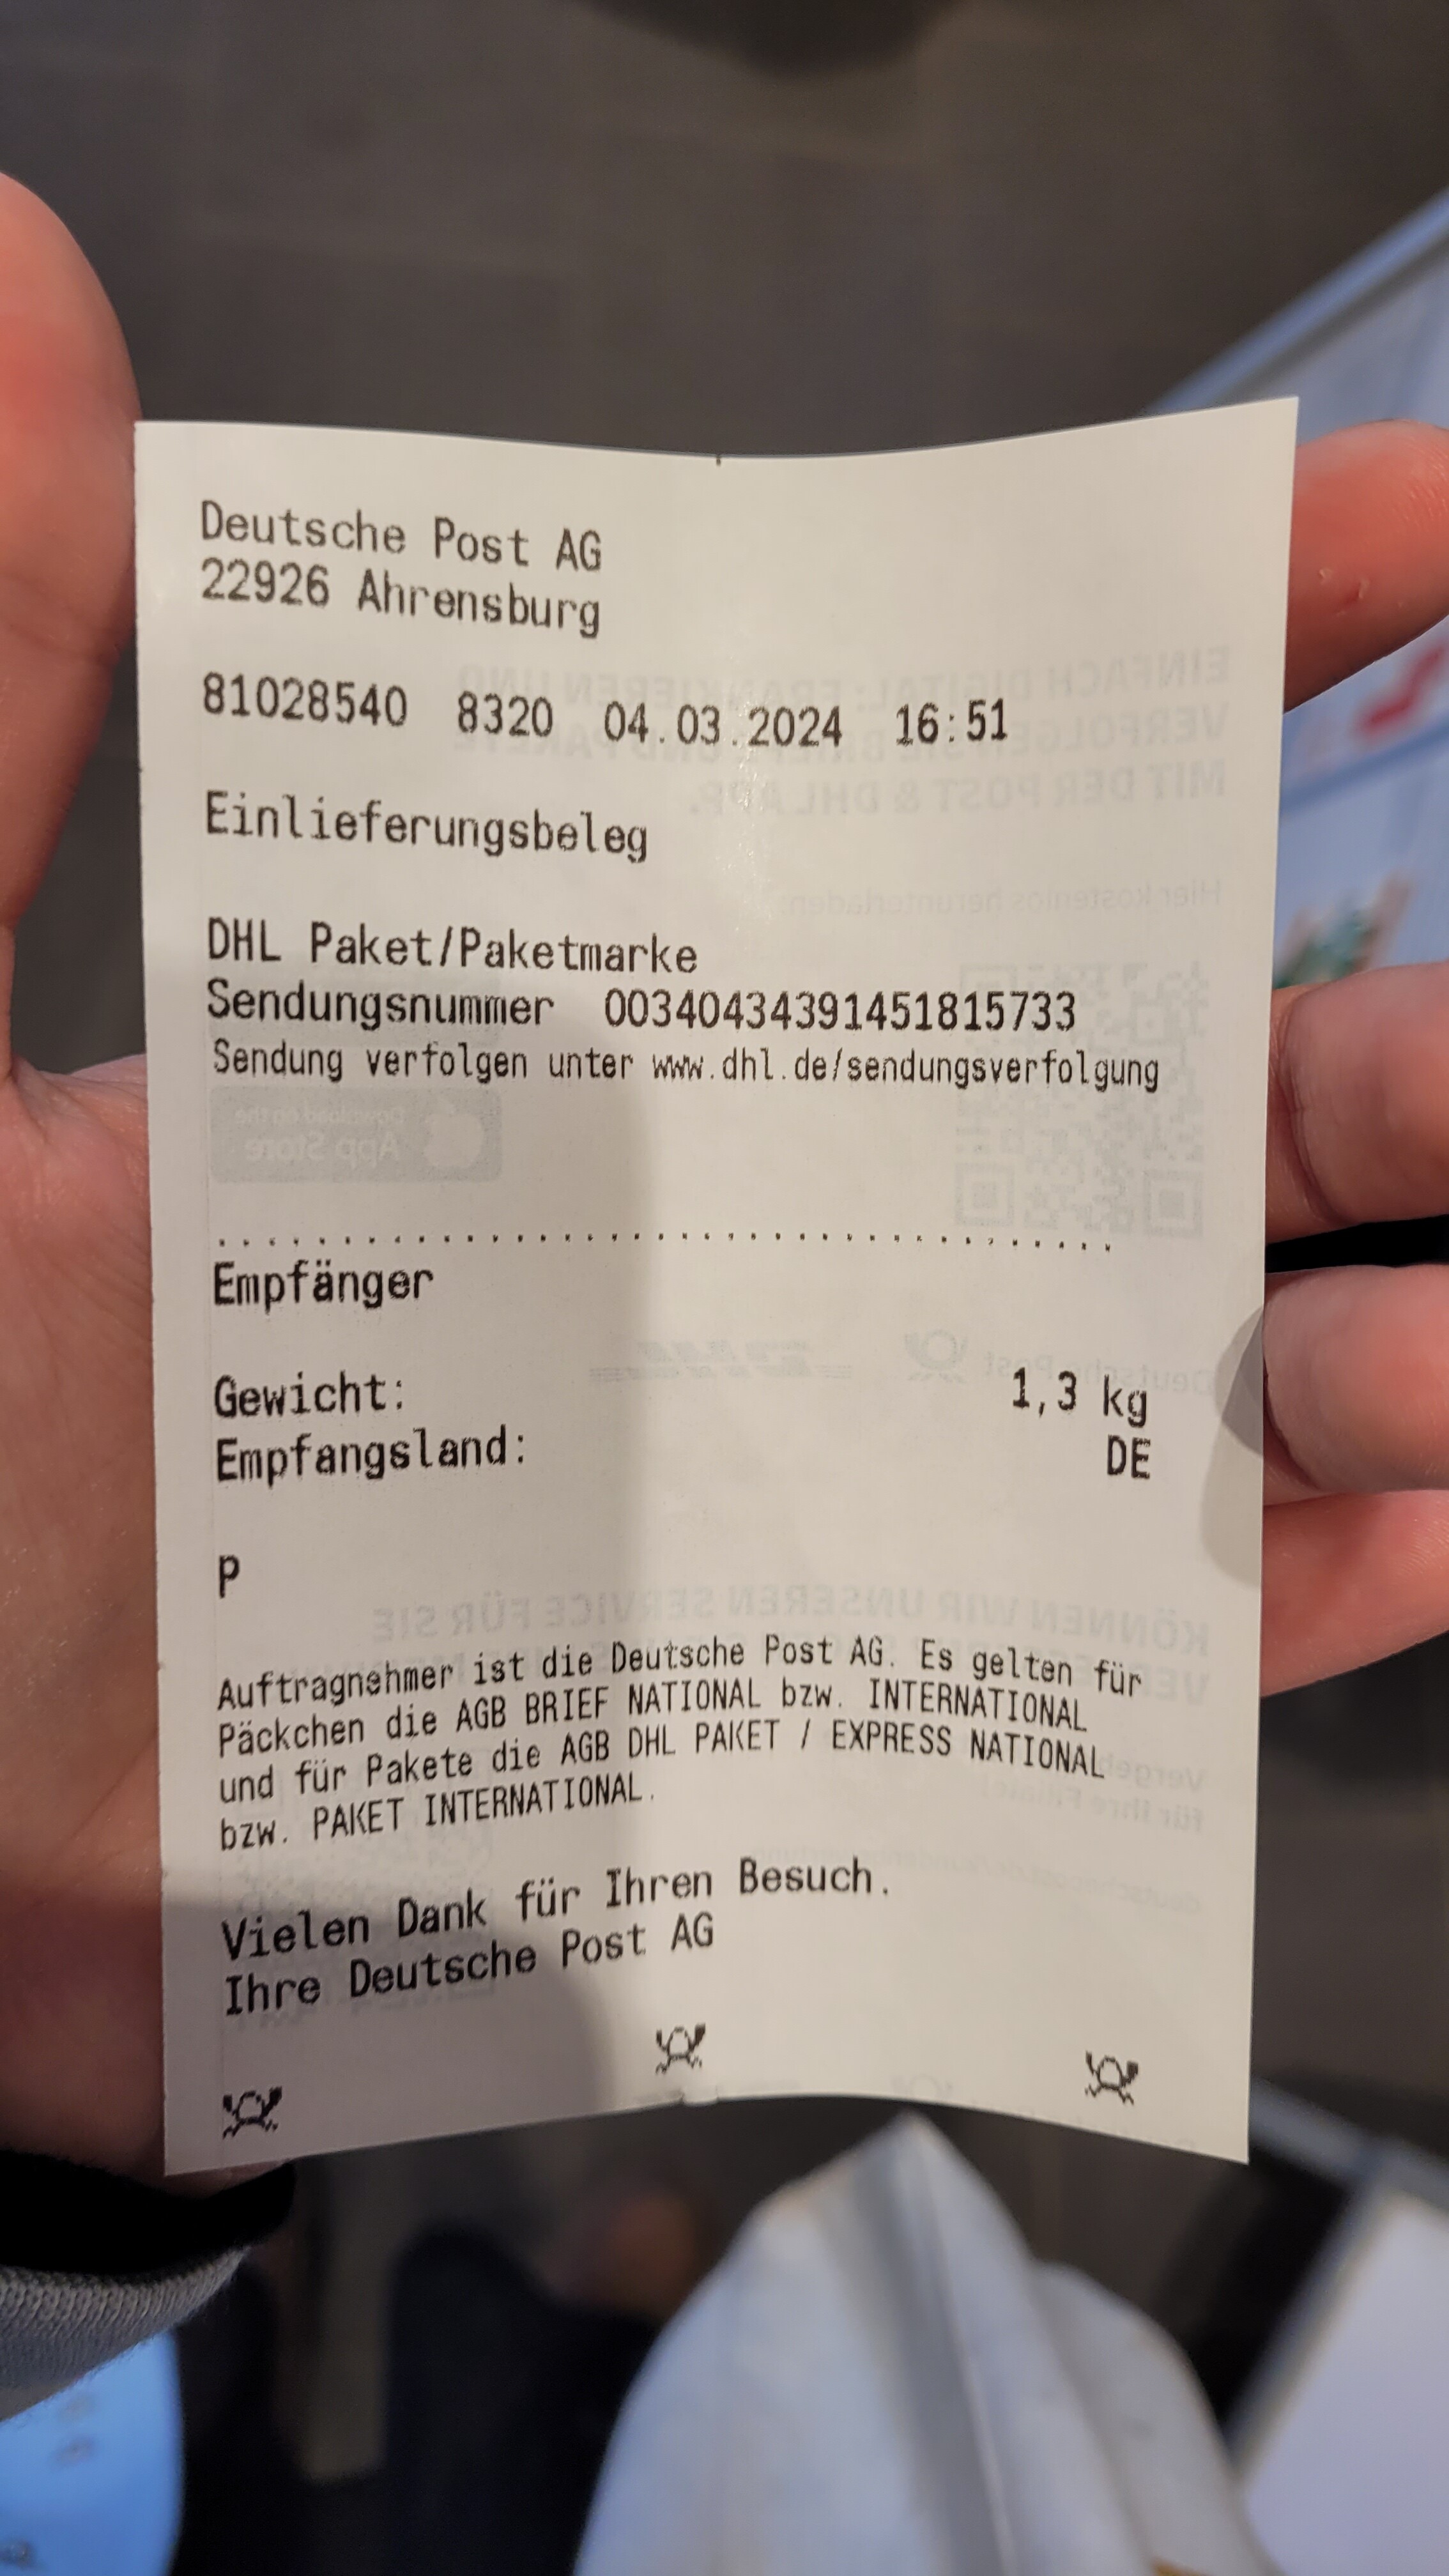 Deutsche Post AG
22926 Ahrensburg
81028540 8320 04.03.2024 16:51
Einlieferungsbeleg
DHL Paket/Paketmarke
Sendungsnummer 00340434391451815733
Sendung verfolgen unter www.dhl.de/sendungsverfolgung
Empfänger
Gewicht: 1,3 kg
Empfangsland: DE
P
Auftragnehmer ist die Deutsche Post AG. Es gelten für
Päckchen die AGB BRIEF NATIONAL bzw. INTERNATIONAL
und für Pakete die AGB DHL PAKET / EXPRESS NATIONAL
bzw. PAKET INTERNATIONAL.
Vielen Dank für Ihren Besuch.
Ihre Deutsche Post AG